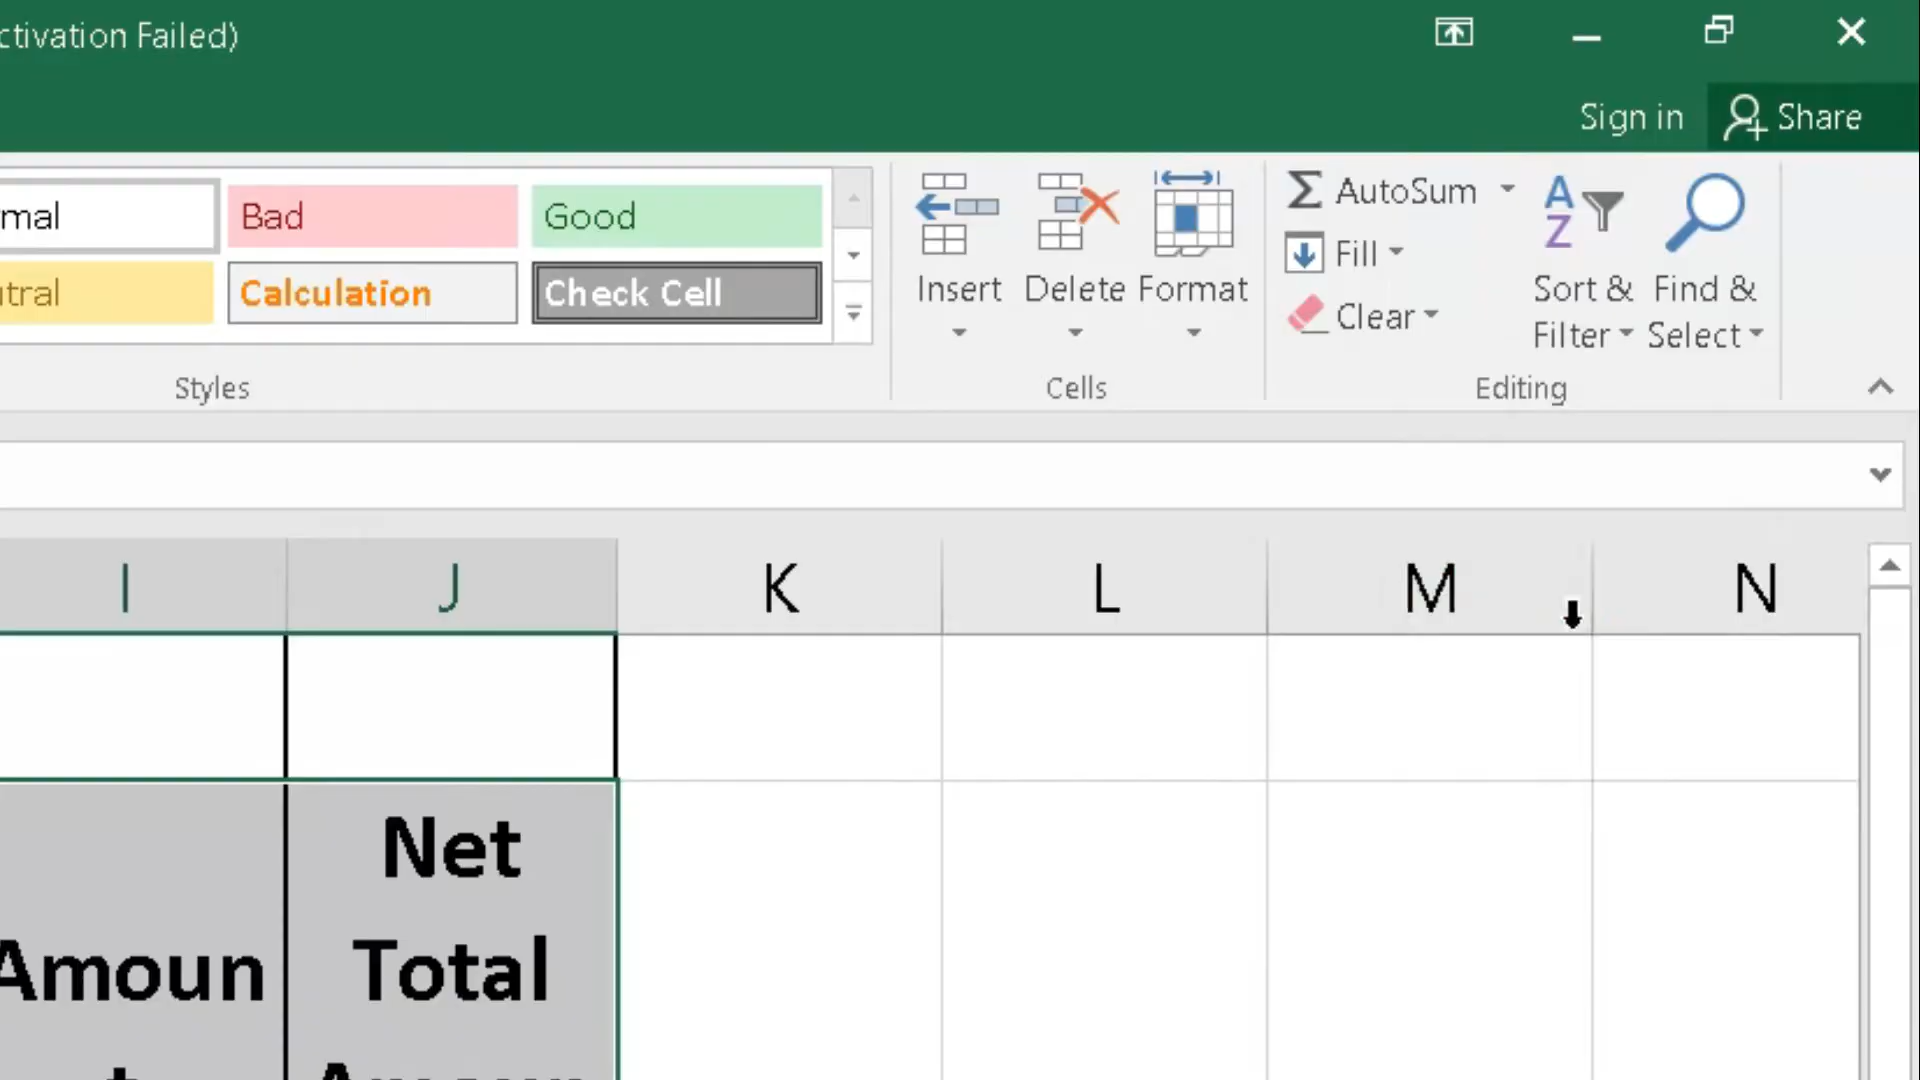 ctivation Failed)
Sign in
Share
mal
Bad
Good
utral
Calculation
Check Cell
Styles
Insert
Delete
Format
Cells
AutoSum
Fill
Clear
A
Z
Sort &
Filter
Find &
Select
Editing
I
J
K
L
M
N
Amoun
t
Net
Total